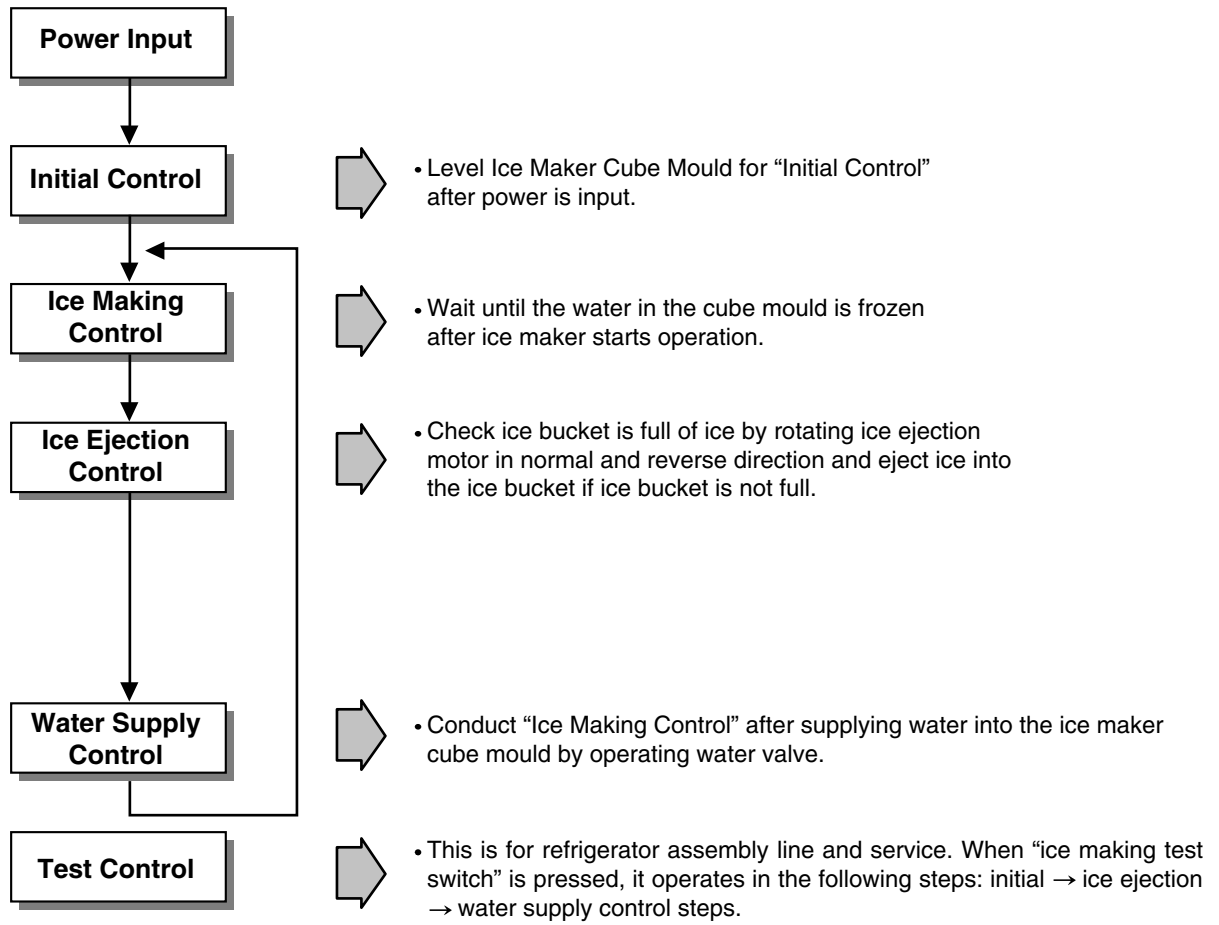 Power Input
Initial Control
• Level Ice Maker Cube Mould for “Initial Control”
after power is input.
Ice Making
Control
• Wait until the water in the cube mould is frozen
after ice maker starts operation.
Ice Ejection
Control
• Check ice bucket is full of ice by rotating ice ejection
motor in normal and reverse direction and eject ice into
the ice bucket if ice bucket is not full.
Water Supply
Control
• Conduct “Ice Making Control” after supplying water into the ice maker
cube mould by operating water valve.
Test Control
• This is for refrigerator assembly line and service. When “ice making test
switch” is pressed, it operates in the following steps: initial → ice ejection
→ water supply control steps.